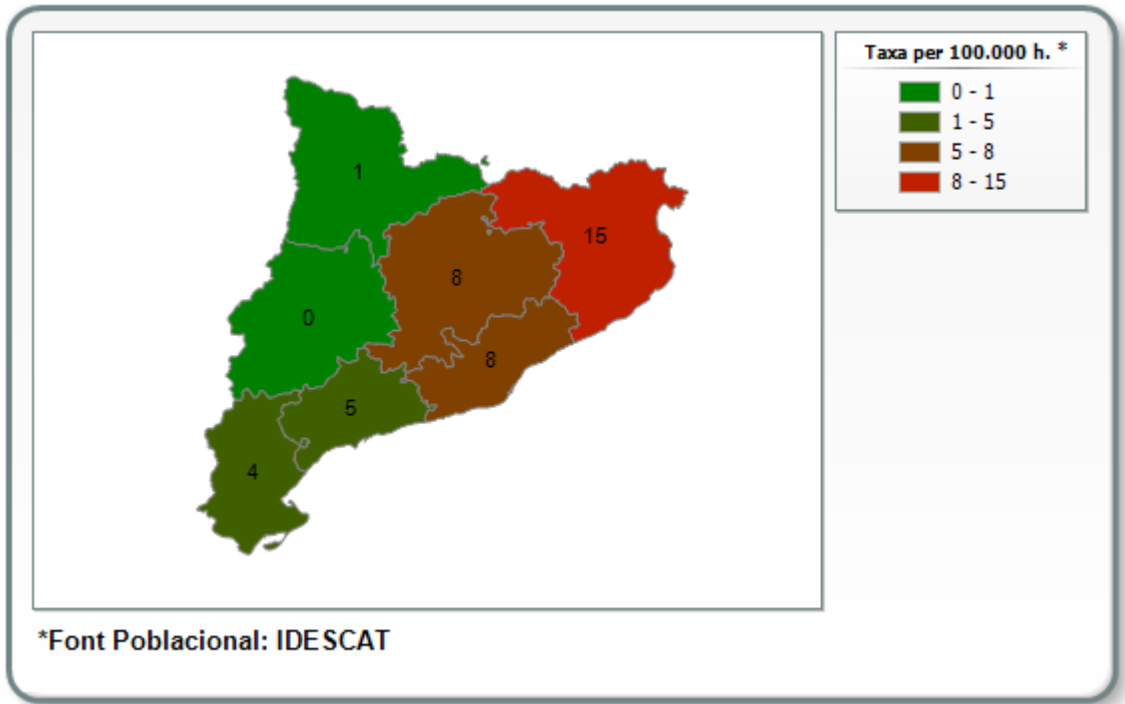 Taxa per 100.000 h. *
0 - 1
1 - 5
5 - 8
8 - 15
1
15
8
0
8
5
4
*Font Poblacional: IDESCAT